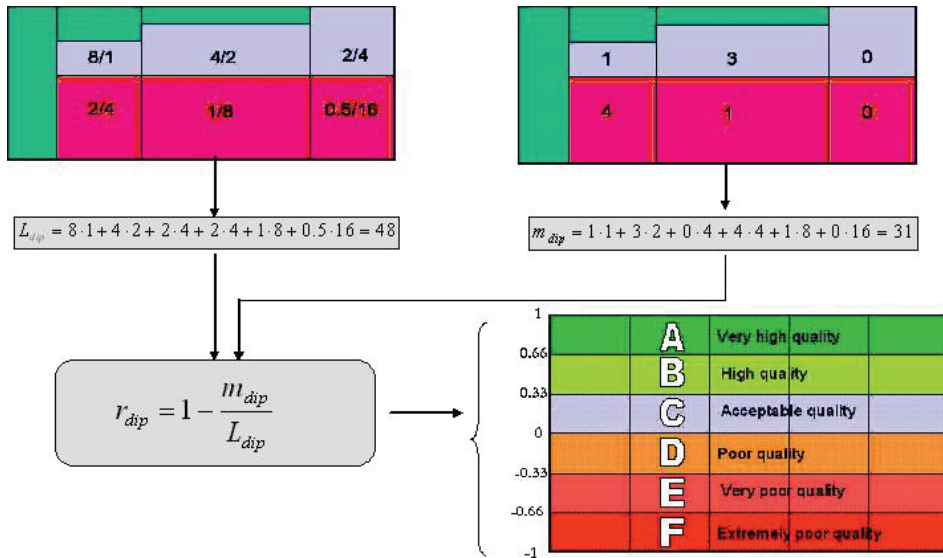 8/1 4/2 2/4
2/4 1/8 0.5/16
1 3 0
4 1 0
L_dip = 8·1+4·2+2·4+2·4+1·8+0.5·16=48
m_dip = 1·1+3·2+0·4+4·4+1·8+0·16 = 31
r_dip = 1 - m_dip / L_dip
1
A Very high quality
0.66
B High quality
0.33
C Acceptable quality
0
D Poor quality
-0.33
E Very poor quality
-0.66
F Extremely poor quality
-1